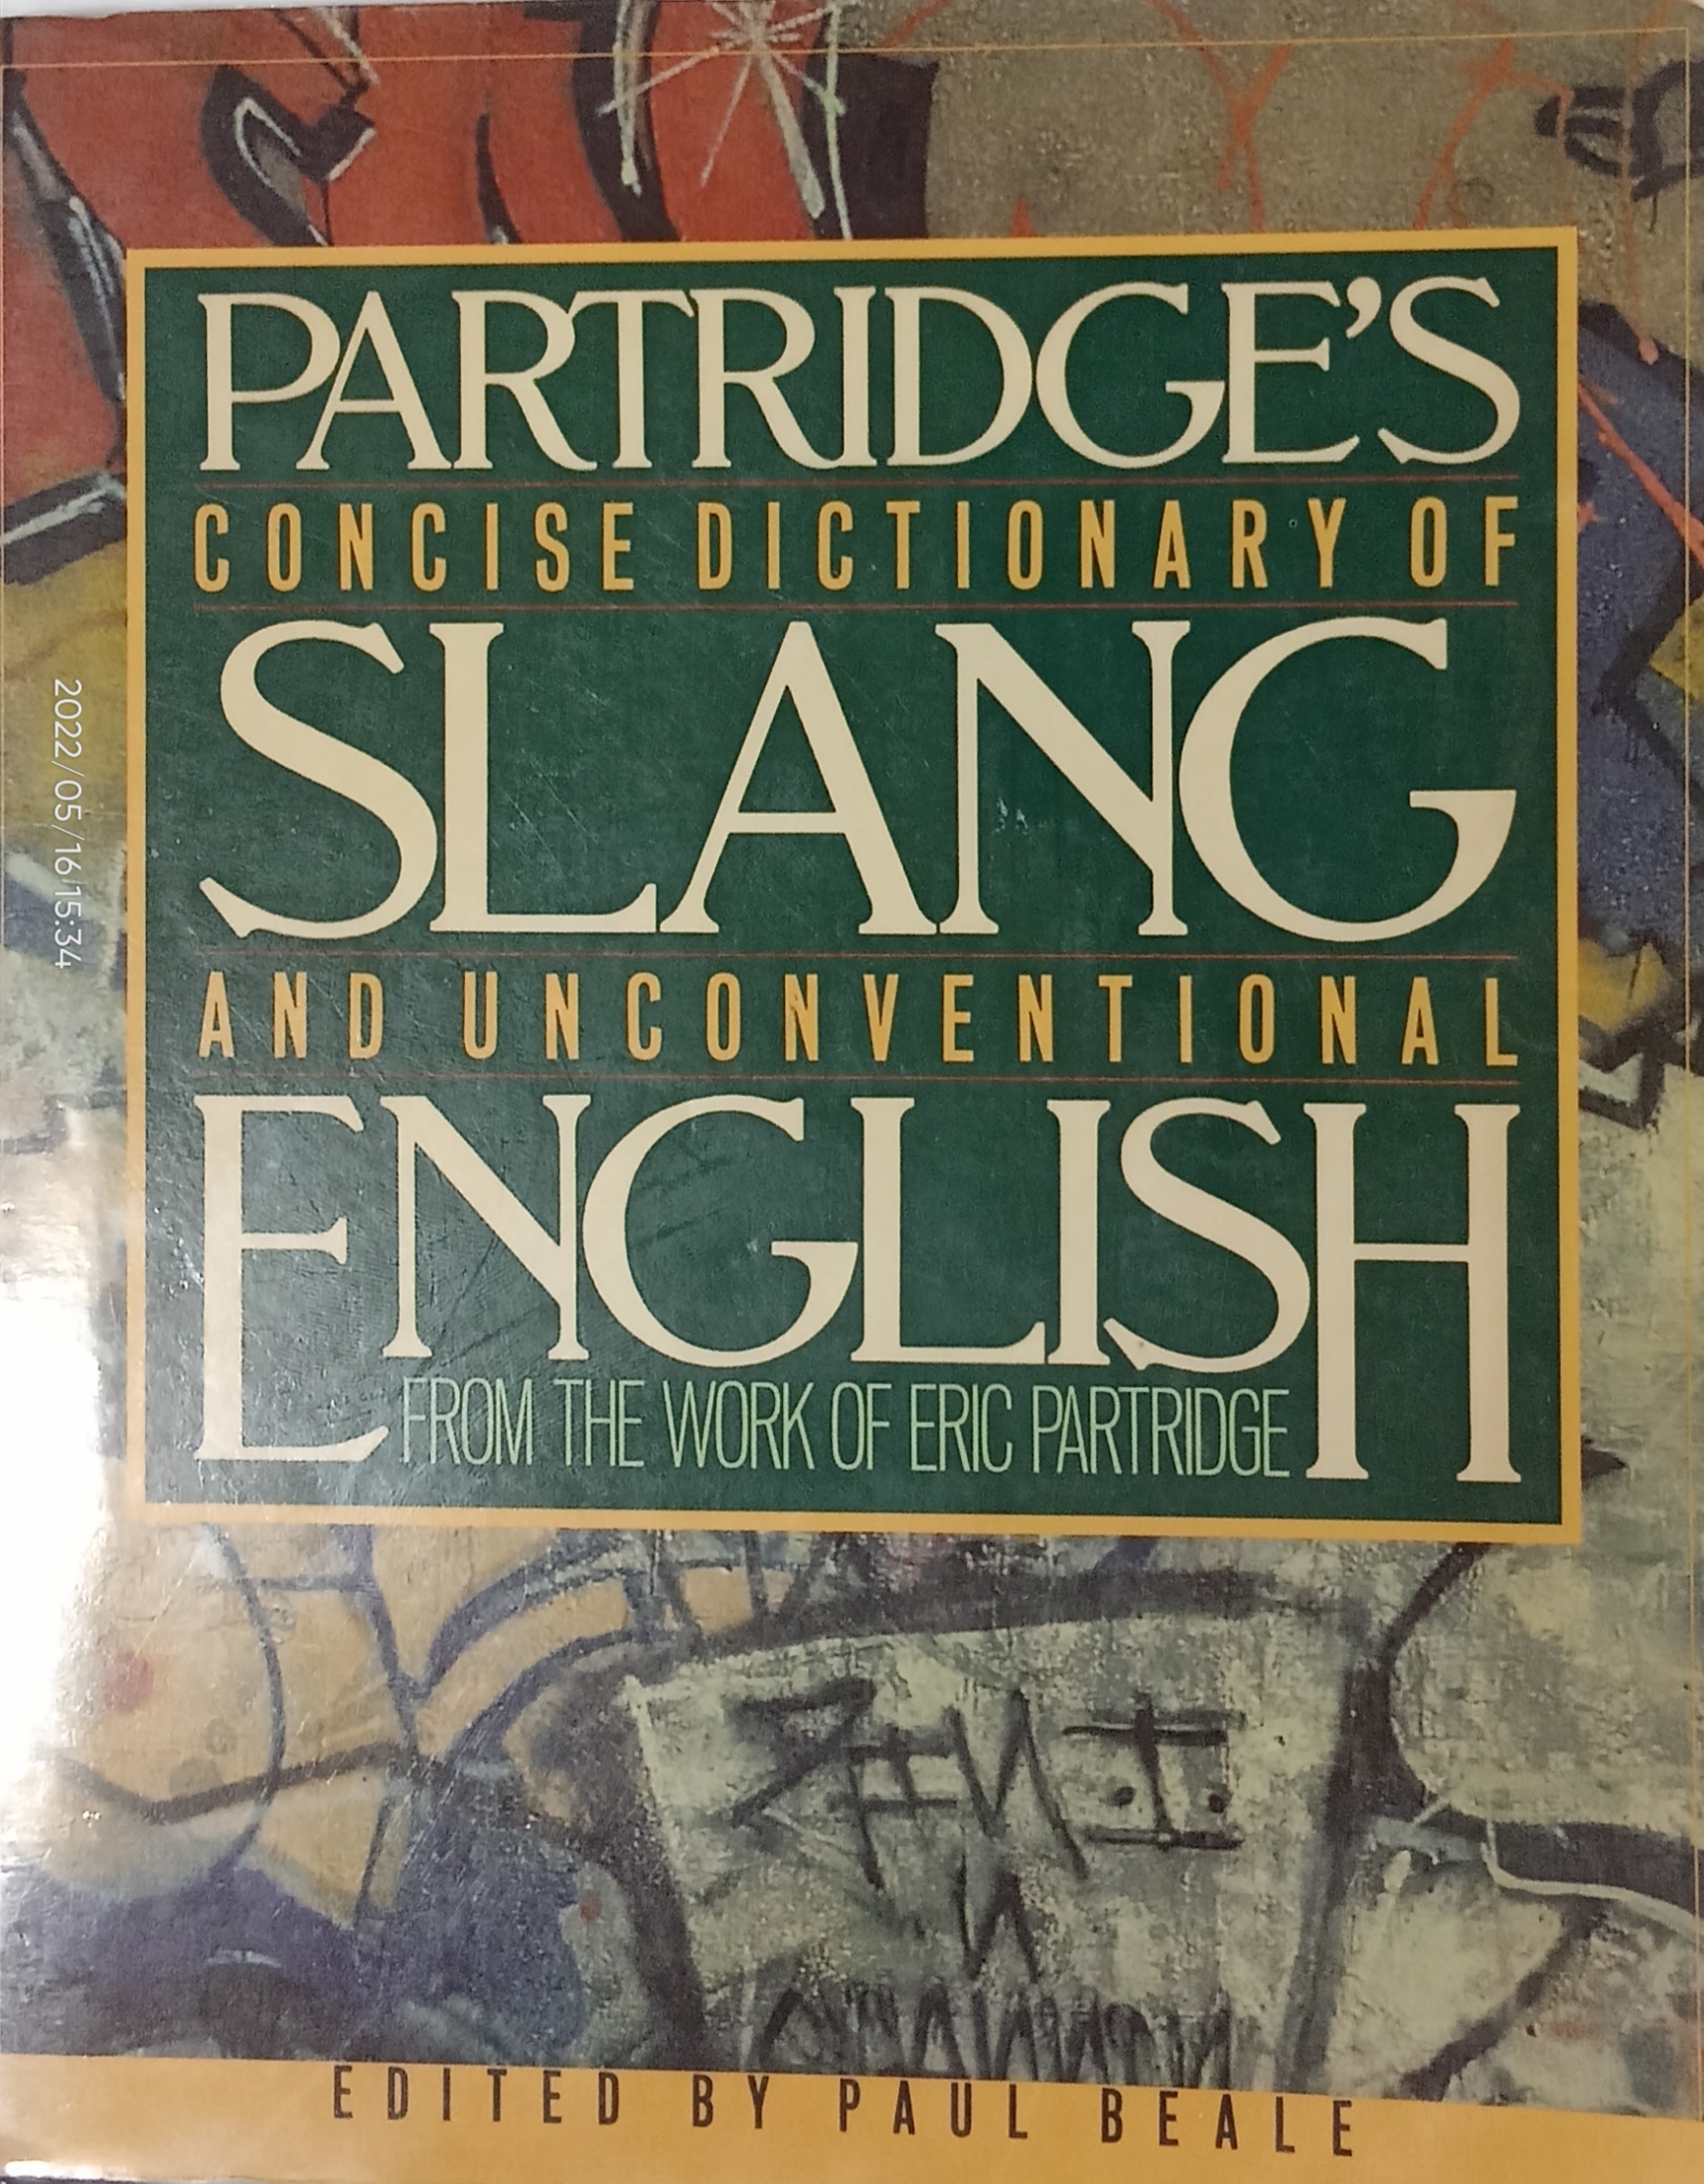 PARTRIDGE'S
CONCISE DICTIONARY OF
SLANG
AND UNCONVENTIONAL
ENGLISH
FROM THE WORK OF ERIC PARTRIDGE
EDITED BY PAUL BEALE
2022/05/16 15:34